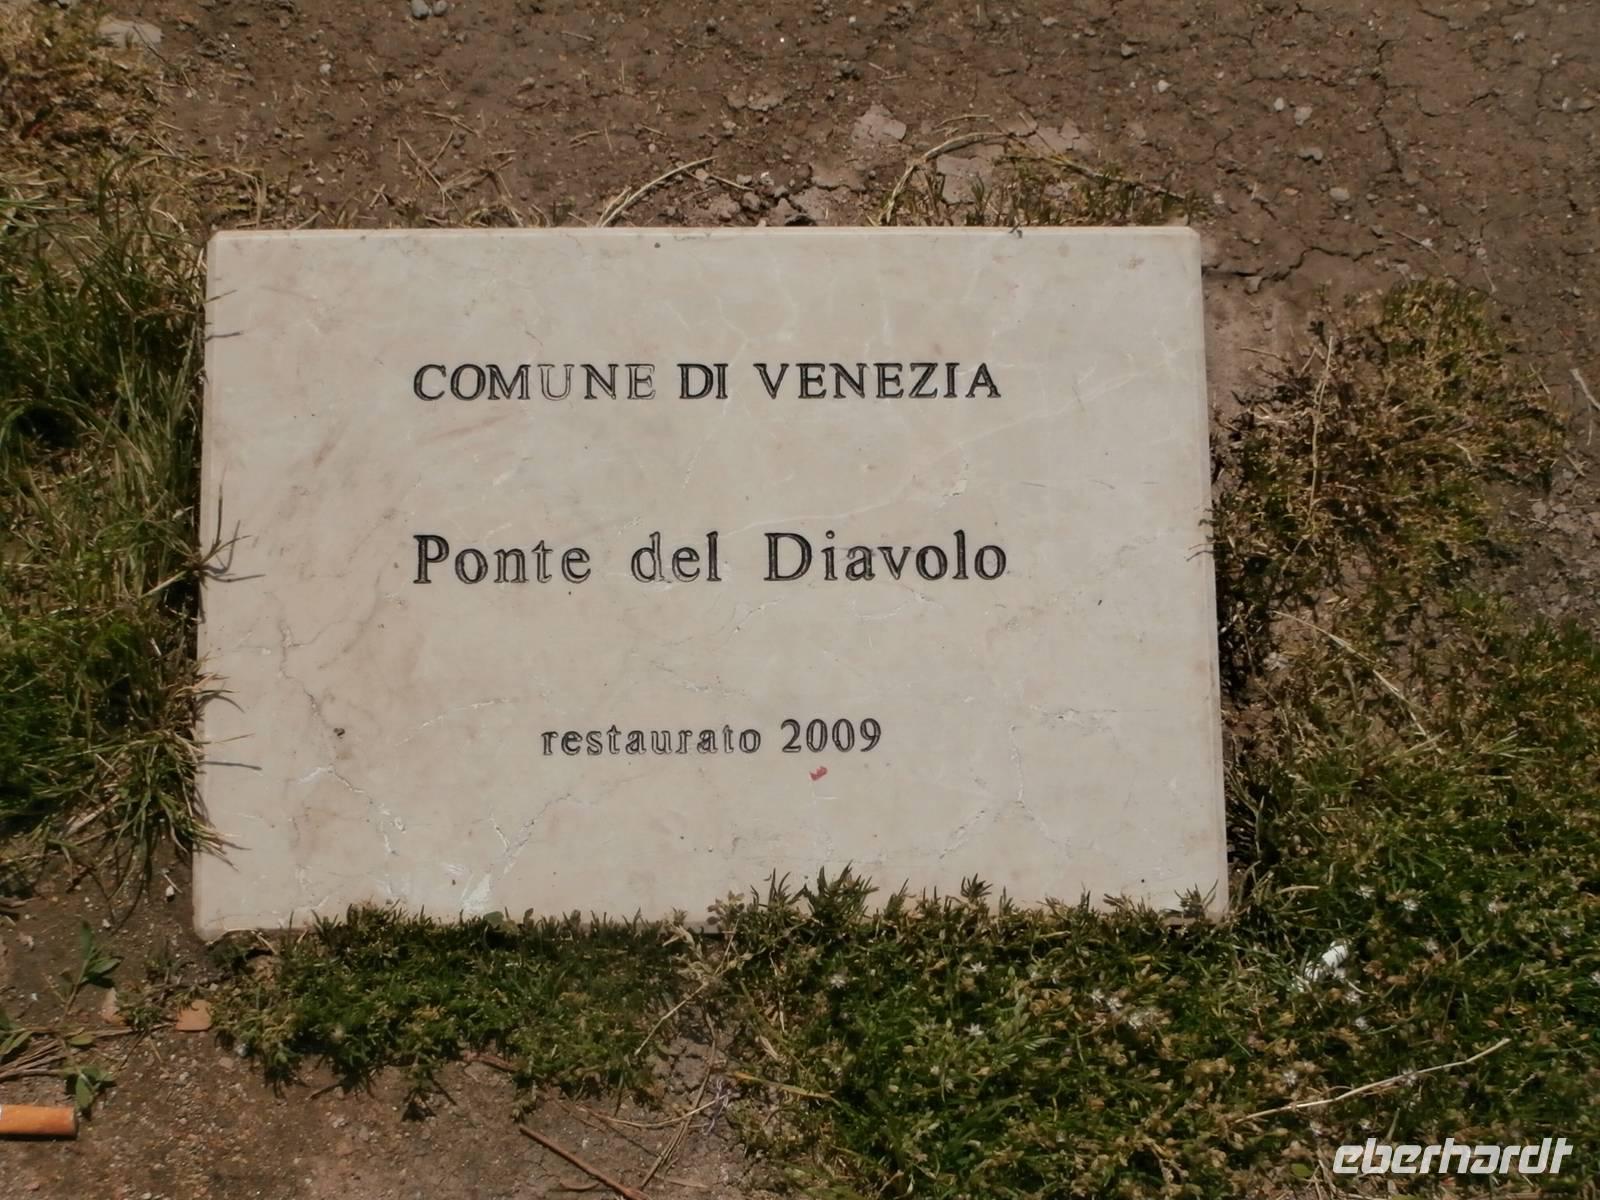 COMUNE DI VENEZIA
Ponte del Diavolo
restaurato 2009
eberhardt